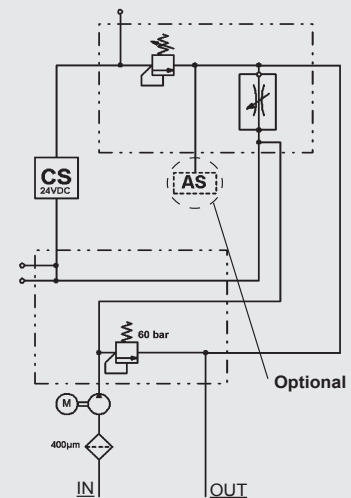 CS
24VDC
AS
60 bar
Optional
M
400µm
IN
OUT